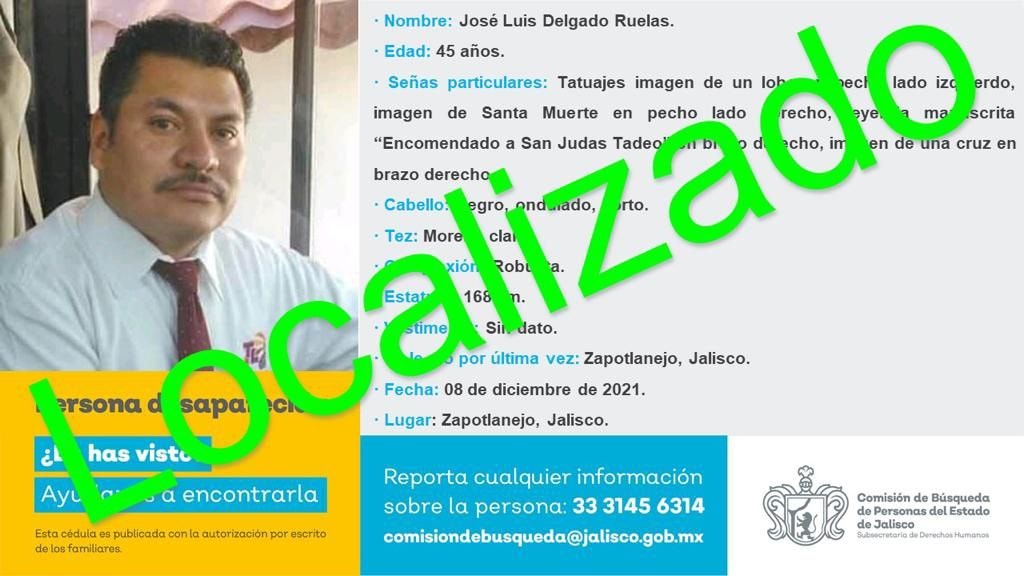 · Nombre: José Luis Delgado Ruelas.
· Edad: 45 años.
· Señas particulares: Tatuajes imagen de un pecho lado
imagen de Santa Muerte en pecho lado
“Encomendado a San Judas Tadeo” en imagen de una cruz en
brazo derecho
· Cabello: ondulado,
· Tez:
Robusta.
168
Sin dato.
por última vez: Zapotlanejo, Jalisco.
· Fecha: 08 de diciembre de 2021.
· Lugar: Zapotlanejo, Jalisco.
Localizado
Persona
has visto?
a encontrarla
Esta cédula es publicada con la autorización por escrito
de los familiares.
Reporta cualquier información
sobre la persona: 33 3145 6314
comisiondebusqueda@jalisco.gob.mx
Comisión de Búsqueda
de Personas del Estado
de Jalisco
Subsecretaría de Derechos Humanos